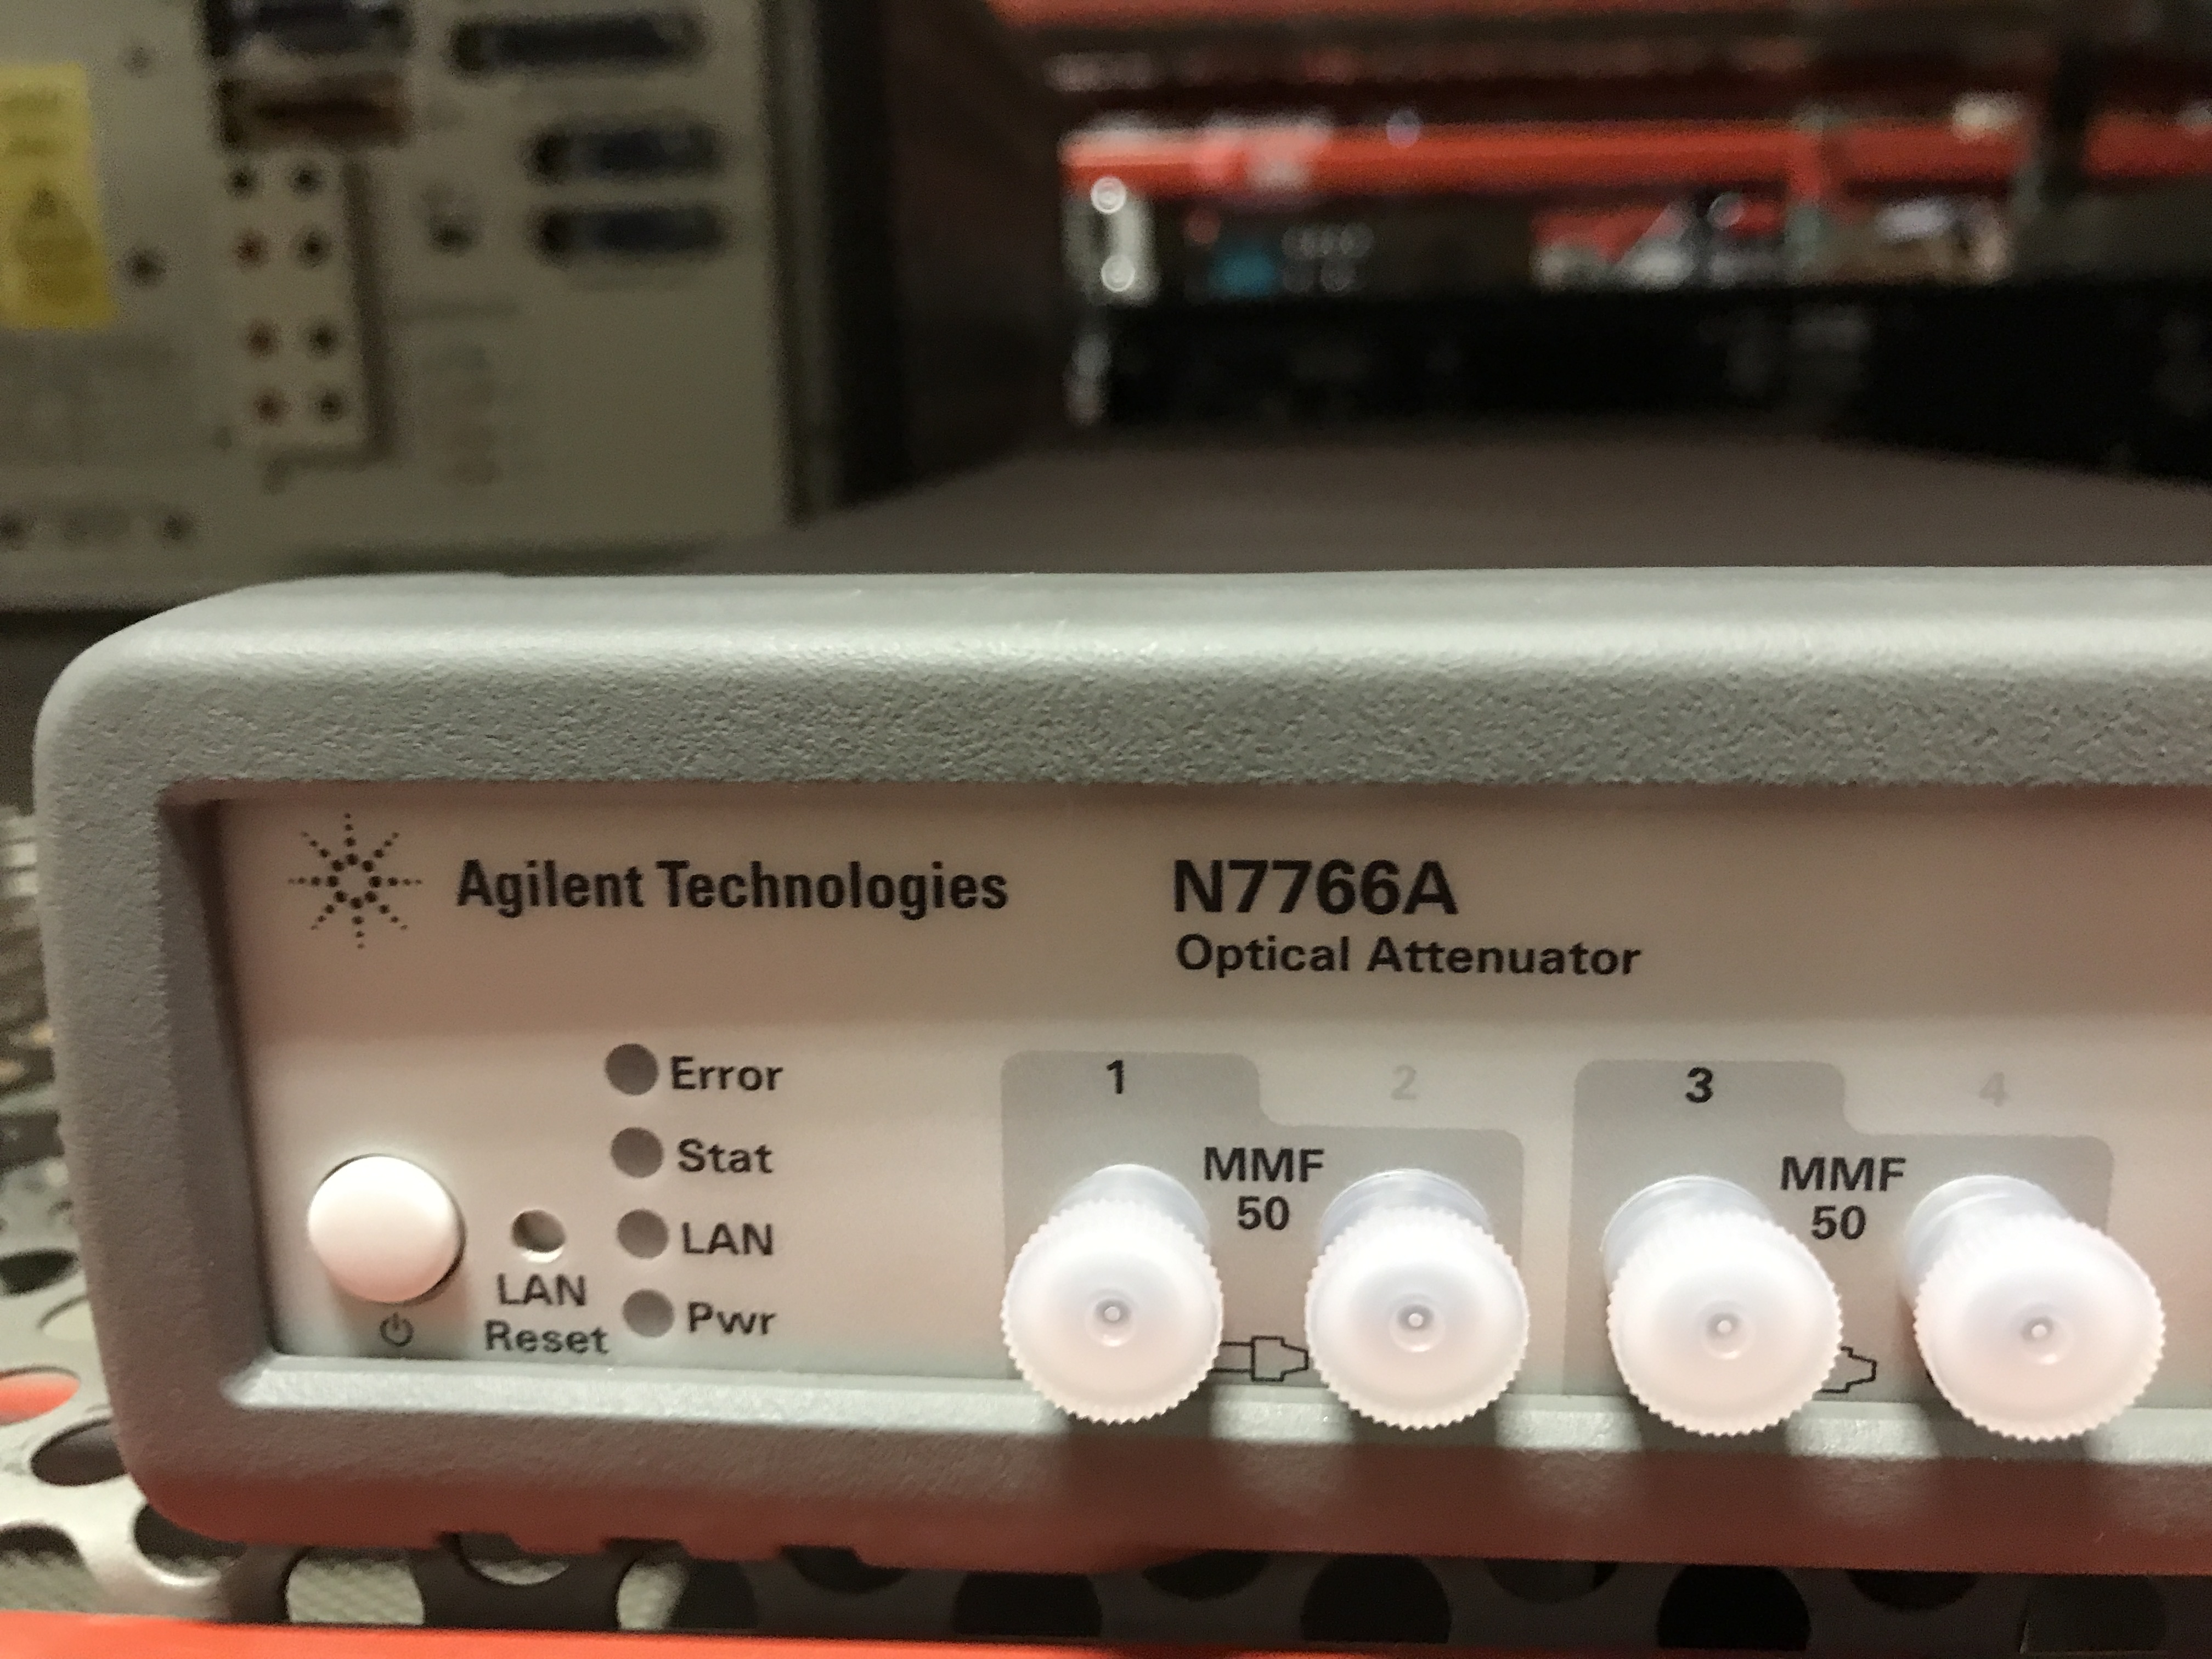 Agilent Technologies
N7766A
Optical Attenuator
Error
Stat
LAN
Pwr
LAN
Reset
1
2
MMF
50
3
4
MMF
50